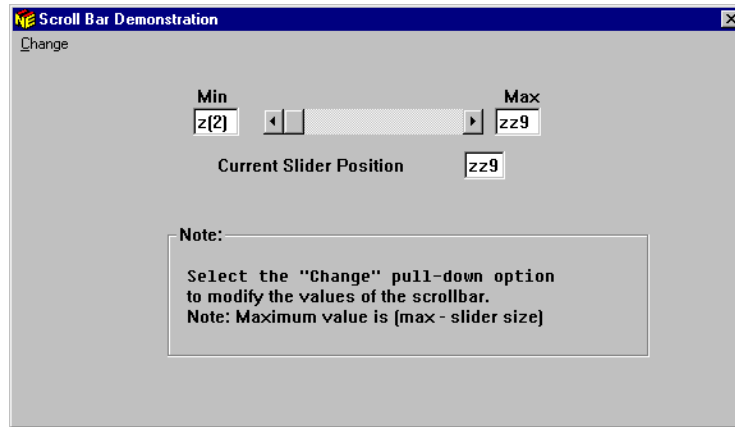 Scroll Bar Demonstration
Change
Min Max
z(2) zz9
Current Slider Position zz9
Note:
Select the "Change" pull-down option
to modify the values of the scrollbar.
Note: Maximum value is (max - slider size)